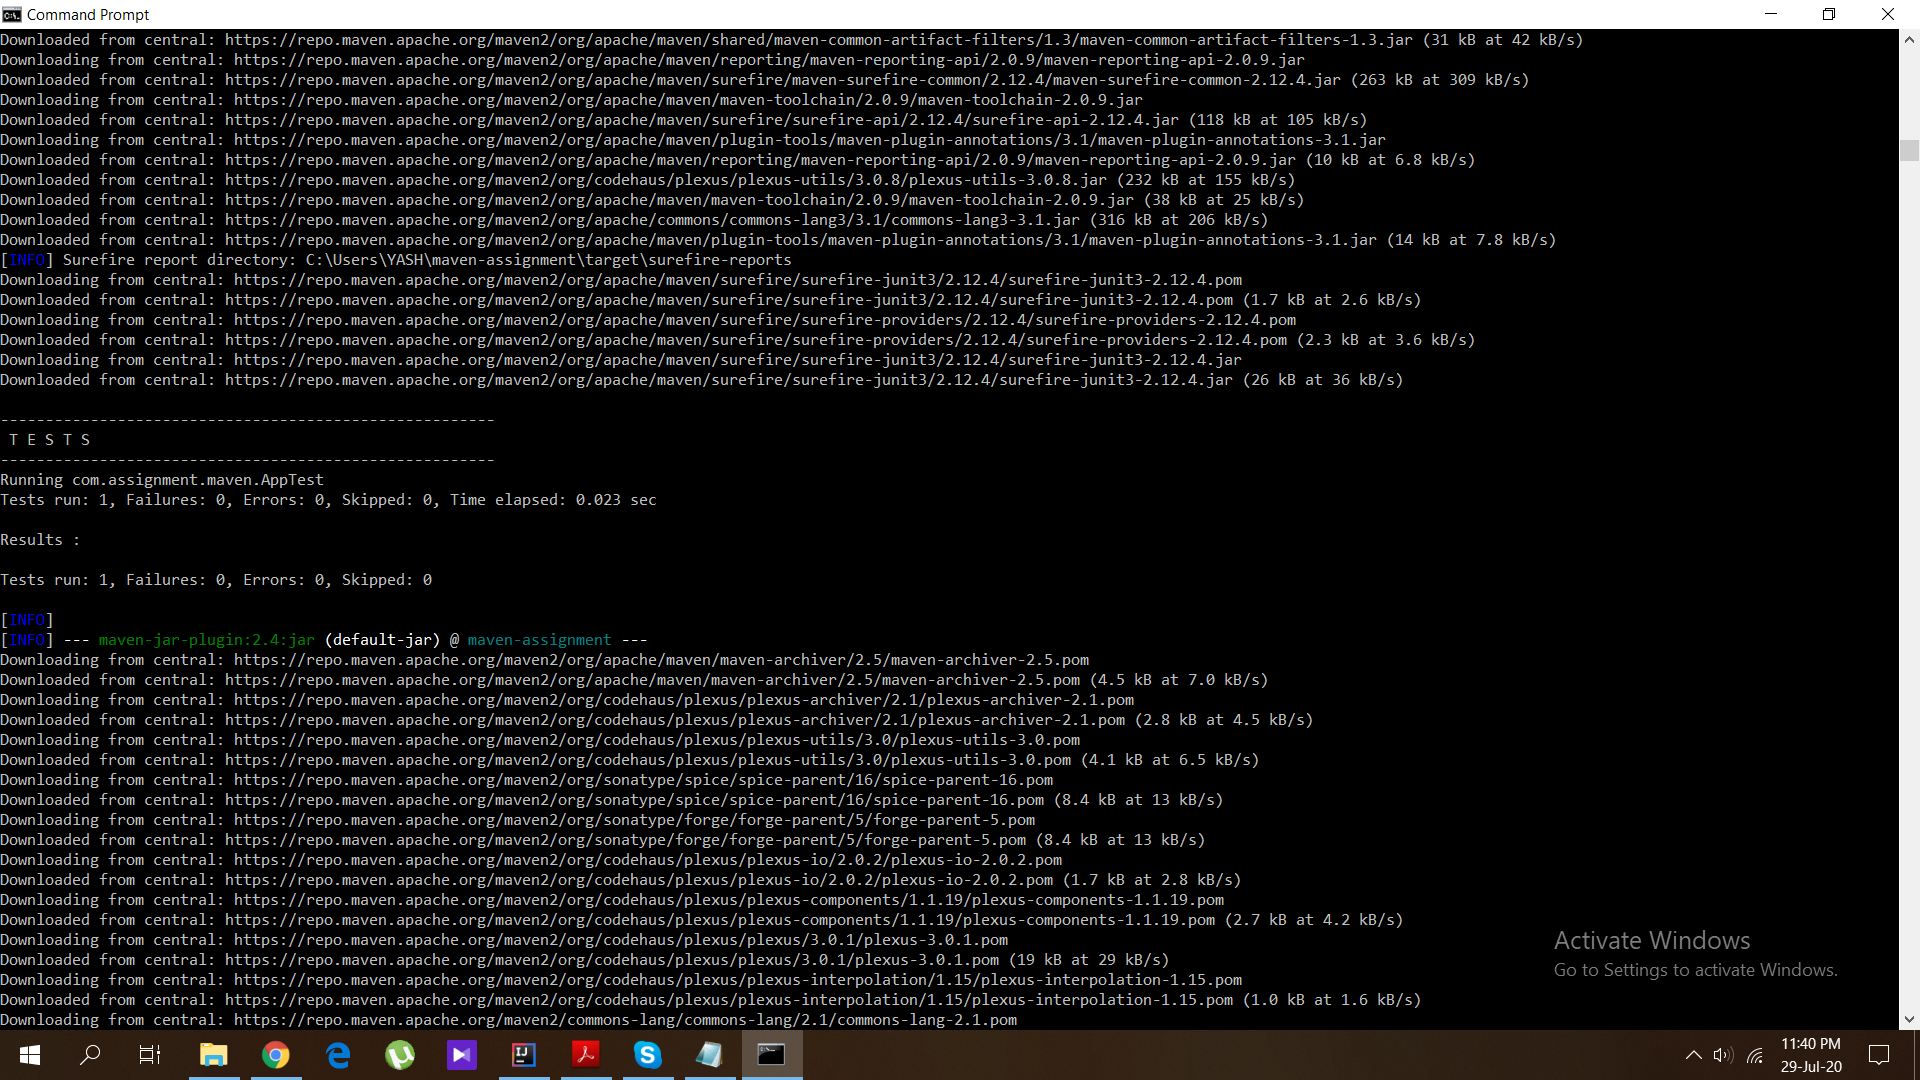 Command Prompt
Downloaded from central: https://repo.maven.apache.org/maven2/org/apache/maven/shared/maven-common-artifact-filters/1.3/maven-common-artifact-filters-1.3.jar (31 kB at 42 kB/s)
Downloading from central: https://repo.maven.apache.org/maven2/org/apache/maven/reporting/maven-reporting-api/2.0.9/maven-reporting-api-2.0.9.jar
Downloaded from central: https://repo.maven.apache.org/maven2/org/apache/maven/surefire/maven-surefire-common/2.12.4/maven-surefire-common-2.12.4.jar (263 kB at 309 kB/s)
Downloading from central: https://repo.maven.apache.org/maven2/org/apache/maven/maven-toolchain/2.0.9/maven-toolchain-2.0.9.jar
Downloaded from central: https://repo.maven.apache.org/maven2/org/apache/maven/surefire/surefire-api/2.12.4/surefire-api-2.12.4.jar (118 kB at 105 kB/s)
Downloading from central: https://repo.maven.apache.org/maven2/org/apache/maven/plugin-tools/maven-plugin-annotations/3.1/maven-plugin-annotations-3.1.jar
Downloaded from central: https://repo.maven.apache.org/maven2/org/apache/maven/reporting/maven-reporting-api/2.0.9/maven-reporting-api-2.0.9.jar (10 kB at 6.8 kB/s)
Downloaded from central: https://repo.maven.apache.org/maven2/org/codehaus/plexus/plexus-utils/3.0.8/plexus-utils-3.0.8.jar (232 kB at 155 kB/s)
Downloaded from central: https://repo.maven.apache.org/maven2/org/apache/maven/maven-toolchain/2.0.9/maven-toolchain-2.0.9.jar (38 kB at 25 kB/s)
Downloaded from central: https://repo.maven.apache.org/maven2/org/apache/commons/commons-lang3/3.1/commons-lang3-3.1.jar (316 kB at 206 kB/s)
Downloaded from central: https://repo.maven.apache.org/maven2/org/apache/maven/plugin-tools/maven-plugin-annotations/3.1/maven-plugin-annotations-3.1.jar (14 kB at 7.8 kB/s)
[INFO] Surefire report directory: C:\Users\YASH\maven-assignment\target\surefire-reports
Downloading from central: https://repo.maven.apache.org/maven2/org/apache/maven/surefire/surefire-junit3/2.12.4/surefire-junit3-2.12.4.pom
Downloaded from central: https://repo.maven.apache.org/maven2/org/apache/maven/surefire/surefire-junit3/2.12.4/surefire-junit3-2.12.4.pom (1.7 kB at 2.6 kB/s)
Downloading from central: https://repo.maven.apache.org/maven2/org/apache/maven/surefire/surefire-providers/2.12.4/surefire-providers-2.12.4.pom
Downloaded from central: https://repo.maven.apache.org/maven2/org/apache/maven/surefire/surefire-providers/2.12.4/surefire-providers-2.12.4.pom (2.3 kB at 3.6 kB/s)
Downloading from central: https://repo.maven.apache.org/maven2/org/apache/maven/surefire/surefire-junit3/2.12.4/surefire-junit3-2.12.4.jar
Downloaded from central: https://repo.maven.apache.org/maven2/org/apache/maven/surefire/surefire-junit3/2.12.4/surefire-junit3-2.12.4.jar (26 kB at 36 kB/s)
-------------------------------------------------------
T E S T S
-------------------------------------------------------
Running com.assignment.maven.AppTest
Tests run: 1, Failures: 0, Errors: 0, Skipped: 0, Time elapsed: 0.023 sec
Results :
Tests run: 1, Failures: 0, Errors: 0, Skipped: 0
[INFO]
[INFO] --- maven-jar-plugin:2.4:jar (default-jar) @ maven-assignment ---
Downloading from central: https://repo.maven.apache.org/maven2/org/apache/maven/maven-archiver/2.5/maven-archiver-2.5.pom
Downloaded from central: https://repo.maven.apache.org/maven2/org/apache/maven/maven-archiver/2.5/maven-archiver-2.5.pom (4.5 kB at 7.0 kB/s)
Downloading from central: https://repo.maven.apache.org/maven2/org/codehaus/plexus/plexus-archiver/2.1/plexus-archiver-2.1.pom
Downloaded from central: https://repo.maven.apache.org/maven2/org/codehaus/plexus/plexus-archiver/2.1/plexus-archiver-2.1.pom (2.8 kB at 4.5 kB/s)
Downloading from central: https://repo.maven.apache.org/maven2/org/codehaus/plexus/plexus-utils/3.0/plexus-utils-3.0.pom
Downloaded from central: https://repo.maven.apache.org/maven2/org/codehaus/plexus/plexus-utils/3.0/plexus-utils-3.0.pom (4.1 kB at 6.5 kB/s)
Downloading from central: https://repo.maven.apache.org/maven2/org/sonatype/spice/spice-parent/16/spice-parent-16.pom
Downloaded from central: https://repo.maven.apache.org/maven2/org/sonatype/spice/spice-parent/16/spice-parent-16.pom (8.4 kB at 13 kB/s)
Downloading from central: https://repo.maven.apache.org/maven2/org/sonatype/forge/forge-parent/5/forge-parent-5.pom
Downloaded from central: https://repo.maven.apache.org/maven2/org/sonatype/forge/forge-parent/5/forge-parent-5.pom (8.4 kB at 13 kB/s)
Downloading from central: https://repo.maven.apache.org/maven2/org/codehaus/plexus/plexus-io/2.0.2/plexus-io-2.0.2.pom
Downloaded from central: https://repo.maven.apache.org/maven2/org/codehaus/plexus/plexus-io/2.0.2/plexus-io-2.0.2.pom (1.7 kB at 2.8 kB/s)
Downloading from central: https://repo.maven.apache.org/maven2/org/codehaus/plexus/plexus-components/1.1.19/plexus-components-1.1.19.pom
Downloaded from central: https://repo.maven.apache.org/maven2/org/codehaus/plexus/plexus-components/1.1.19/plexus-components-1.1.19.pom (2.7 kB at 4.2 kB/s)
Downloading from central: https://repo.maven.apache.org/maven2/org/codehaus/plexus/plexus/3.0.1/plexus-3.0.1.pom
Downloaded from central: https://repo.maven.apache.org/maven2/org/codehaus/plexus/plexus/3.0.1/plexus-3.0.1.pom (19 kB at 29 kB/s)
Downloading from central: https://repo.maven.apache.org/maven2/org/codehaus/plexus/plexus-interpolation/1.15/plexus-interpolation-1.15.pom
Downloaded from central: https://repo.maven.apache.org/maven2/org/codehaus/plexus/plexus-interpolation/1.15/plexus-interpolation-1.15.pom (1.0 kB at 1.6 kB/s)
Downloading from central: https://repo.maven.apache.org/maven2/commons-lang/commons-lang/2.1/commons-lang-2.1.pom
Activate Windows
Go to Settings to activate Windows.
11:40 PM
29-Jul-20